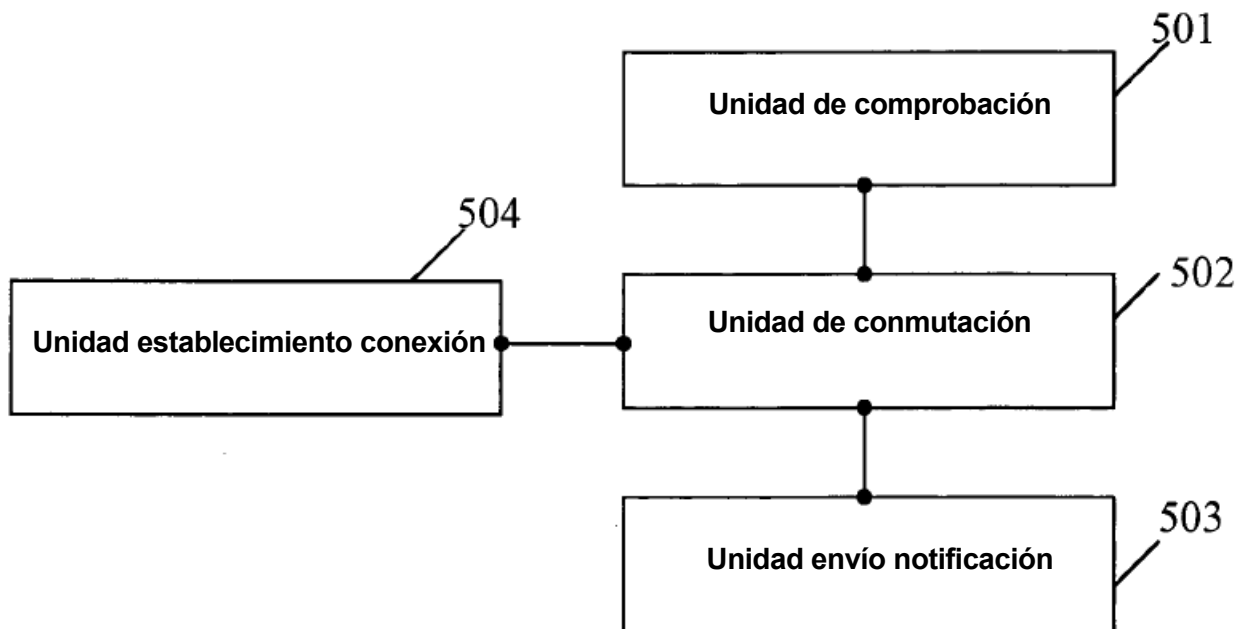 501
Unidad de comprobación
504
502
Unidad establecimiento conexión
Unidad de conmutación
503
Unidad envío notificación